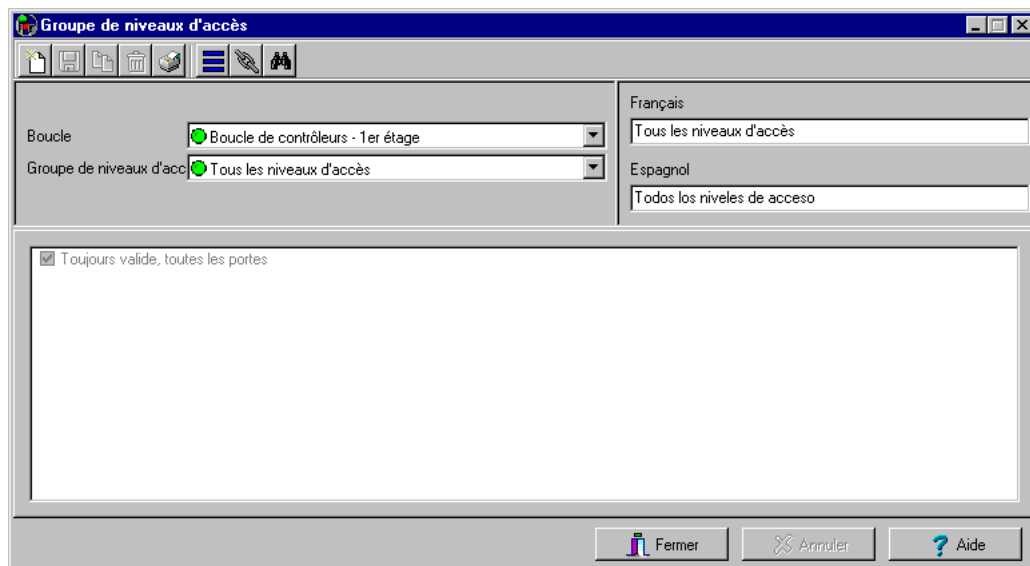 Groupe de niveaux d'accès
Boucle
Boucle de contrôleurs - 1er étage
Groupe de niveaux d'acc
Tous les niveaux d'accès
Français
Tous les niveaux d'accès
Espagnol
Todos los niveles de acceso
Toujours valide, toutes les portes
Fermer
Annuler
Aide